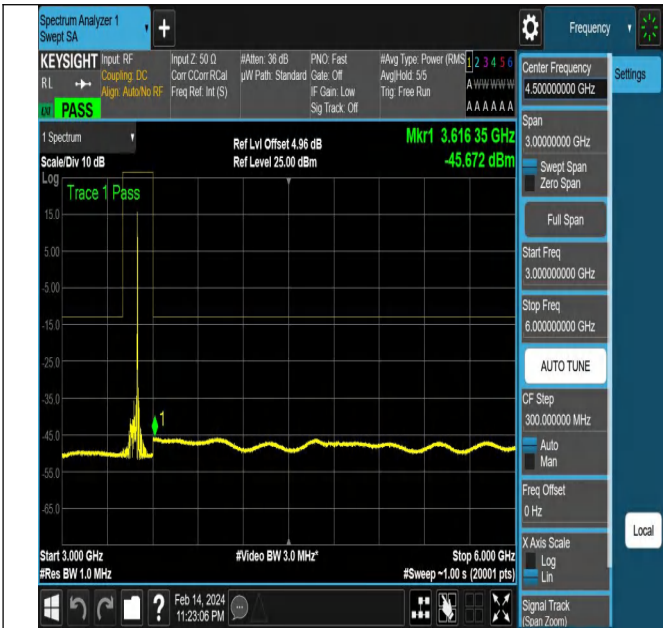 Spectrum Analyzer 1
Swept SA
Frequency
KEYSIGHT
RL
PASS
Input: RF
Coupling: DC
Align: Auto/No RF
Input Z: 50 Ω
Corr CCorr RCal
Freq Ref: Int (S)
#Atten: 36 dB
µW Path: Standard
PNO: Fast
Gate: Off
IF Gain: Low
Sig Track: Off
#Avg Type: Power (RMS
Avg|Hold: 5/5
Trig: Free Run
1 2 3 4 5 6
A W W W W W
A A A A A A
1 Spectrum
Scale/Div 10 dB
Log
Ref Lvl Offset 4.96 dB
Ref Level 25.00 dBm
Mkr1 3.616 35 GHz
-45.672 dBm
Trace 1 Pass
15.0
5.00
-5.00
-15.0
-25.0
-35.0
-45.0
-55.0
-65.0
1
Start 3.000 GHz
#Res BW 1.0 MHz
#Video BW 3.0 MHz*
Stop 6.000 GHz
#Sweep ~1.00 s (20001 pts)
Feb 14, 2024
11:23:06 PM
Center Frequency
4.500000000 GHz
Settings
Span
3.00000000 GHz
Swept Span
Zero Span
Full Span
Start Freq
3.000000000 GHz
Stop Freq
6.000000000 GHz
AUTO TUNE
CF Step
300.000000 MHz
Auto
Man
Freq Offset
0 Hz
X Axis Scale
Log
Lin
Local
Signal Track
(Span Zoom)